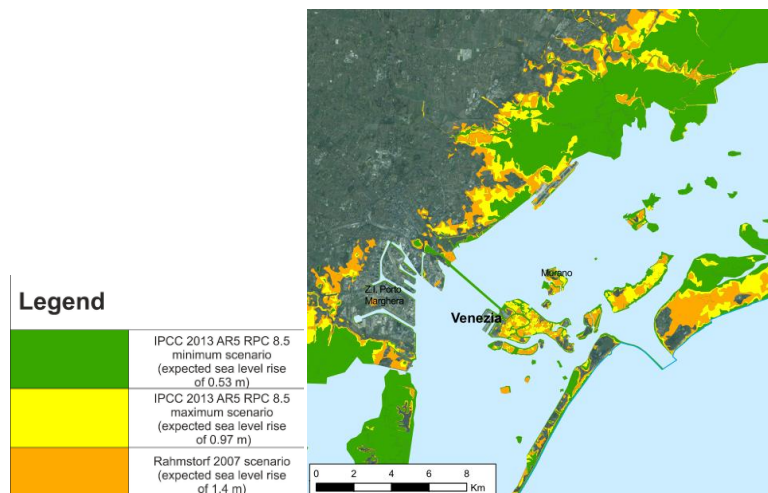 Legend
IPCC 2013 AR5 RPC 8.5
minimum scenario
(expected sea level rise
of 0.53 m)
IPCC 2013 AR5 RPC 8.5
maximum scenario
(expected sea level rise
of 0.97 m)
Rahmstorf 2007 scenario
(expected sea level rise
of 1.4 m)
Z.I. Porto
Marghera
Murano
Venezia
0 2 4 6 8
Km